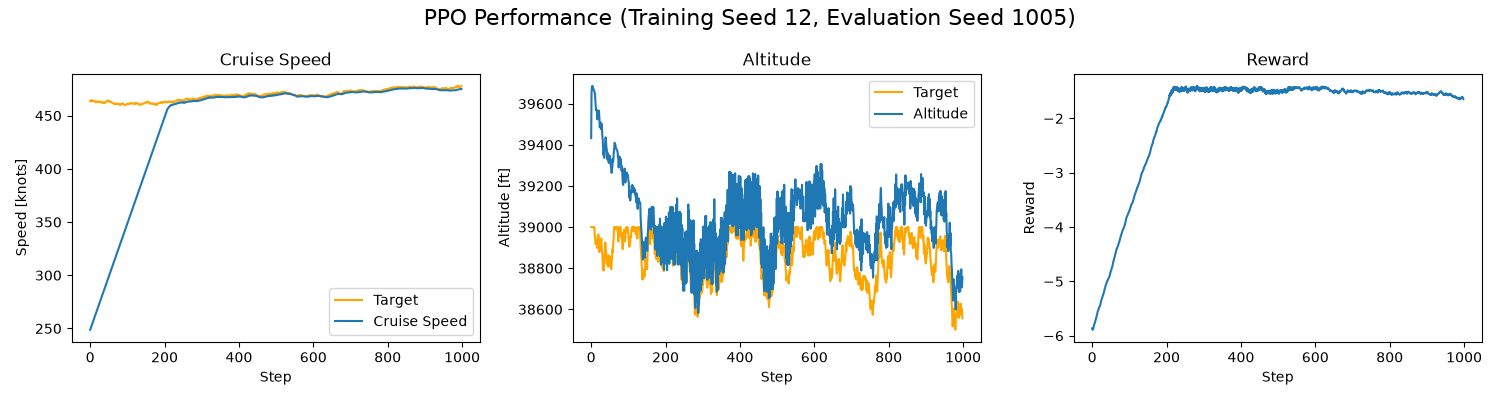 PPO Performance (Training Seed 12, Evaluation Seed 1005)
Cruise Speed
Speed [knots]
450
400
350
300
250
0 200 400 600 800 1000
Step
Target
Cruise Speed
Altitude
Altitude [ft]
39600
39400
39200
39000
38800
38600
0 200 400 600 800 1000
Step
Target
Altitude
Reward
Reward
−2
−3
−4
−5
−6
0 200 400 600 800 1000
Step